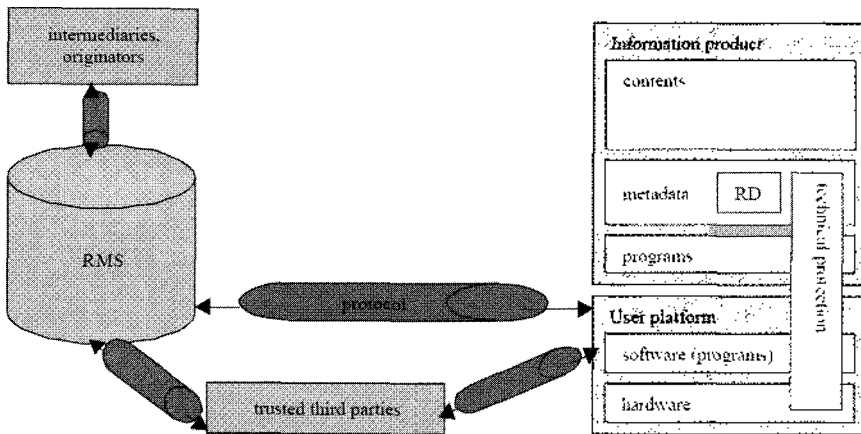 intermediaries,
originators
RMS
protocol
trusted third parties
Information product
contents
metadata
RD
programs
technical protection
User platform
software (programs)
hardware